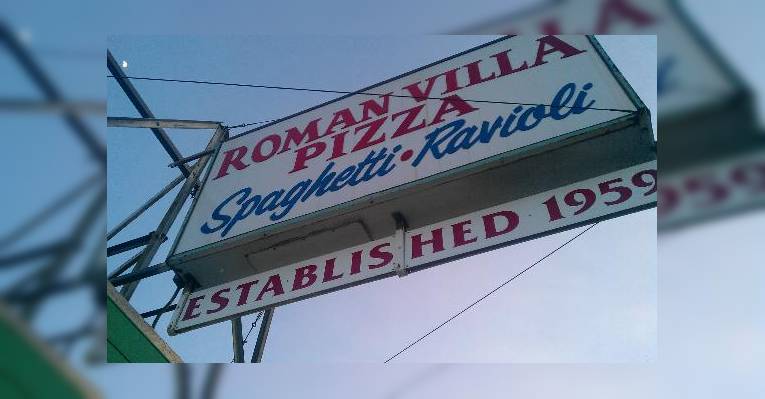 ROMAN VILLA
PIZZA
Spaghetti • Ravioli
ESTABLISHED 1959